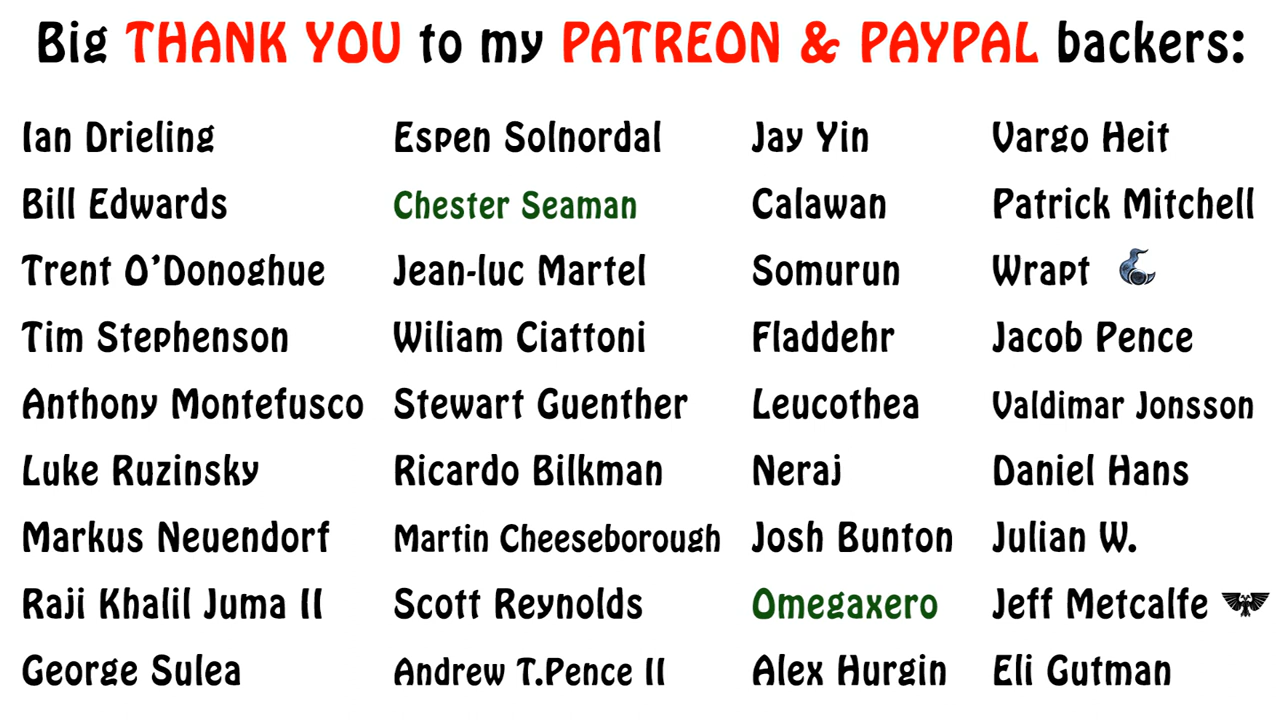 Big THANK YOU to my PATREON & PAYPAL backers:
Ian Drieling Espen Solnordal Jay Yin Vargo Heit
Bill Edwards Chester Seaman Calawan Patrick Mitchell
Trent O'Donoghue Jean-luc Martel Somurun Wrapt
Tim Stephenson Wiliam Ciattoni Fladdehr Jacob Pence
Anthony Montefusco Stewart Guenther Leucothea Valdimar Jonsson
Luke Ruzinsky Ricardo Bilkman Neraj Daniel Hans
Markus Neuendorf Martin Cheeseborough Josh Bunton Julian W.
Raji Khalil Juma II Scott Reynolds Omegaxero Jeff Metcalfe
George Sulea Andrew T.Pence II Alex Hurgin Eli Gutman